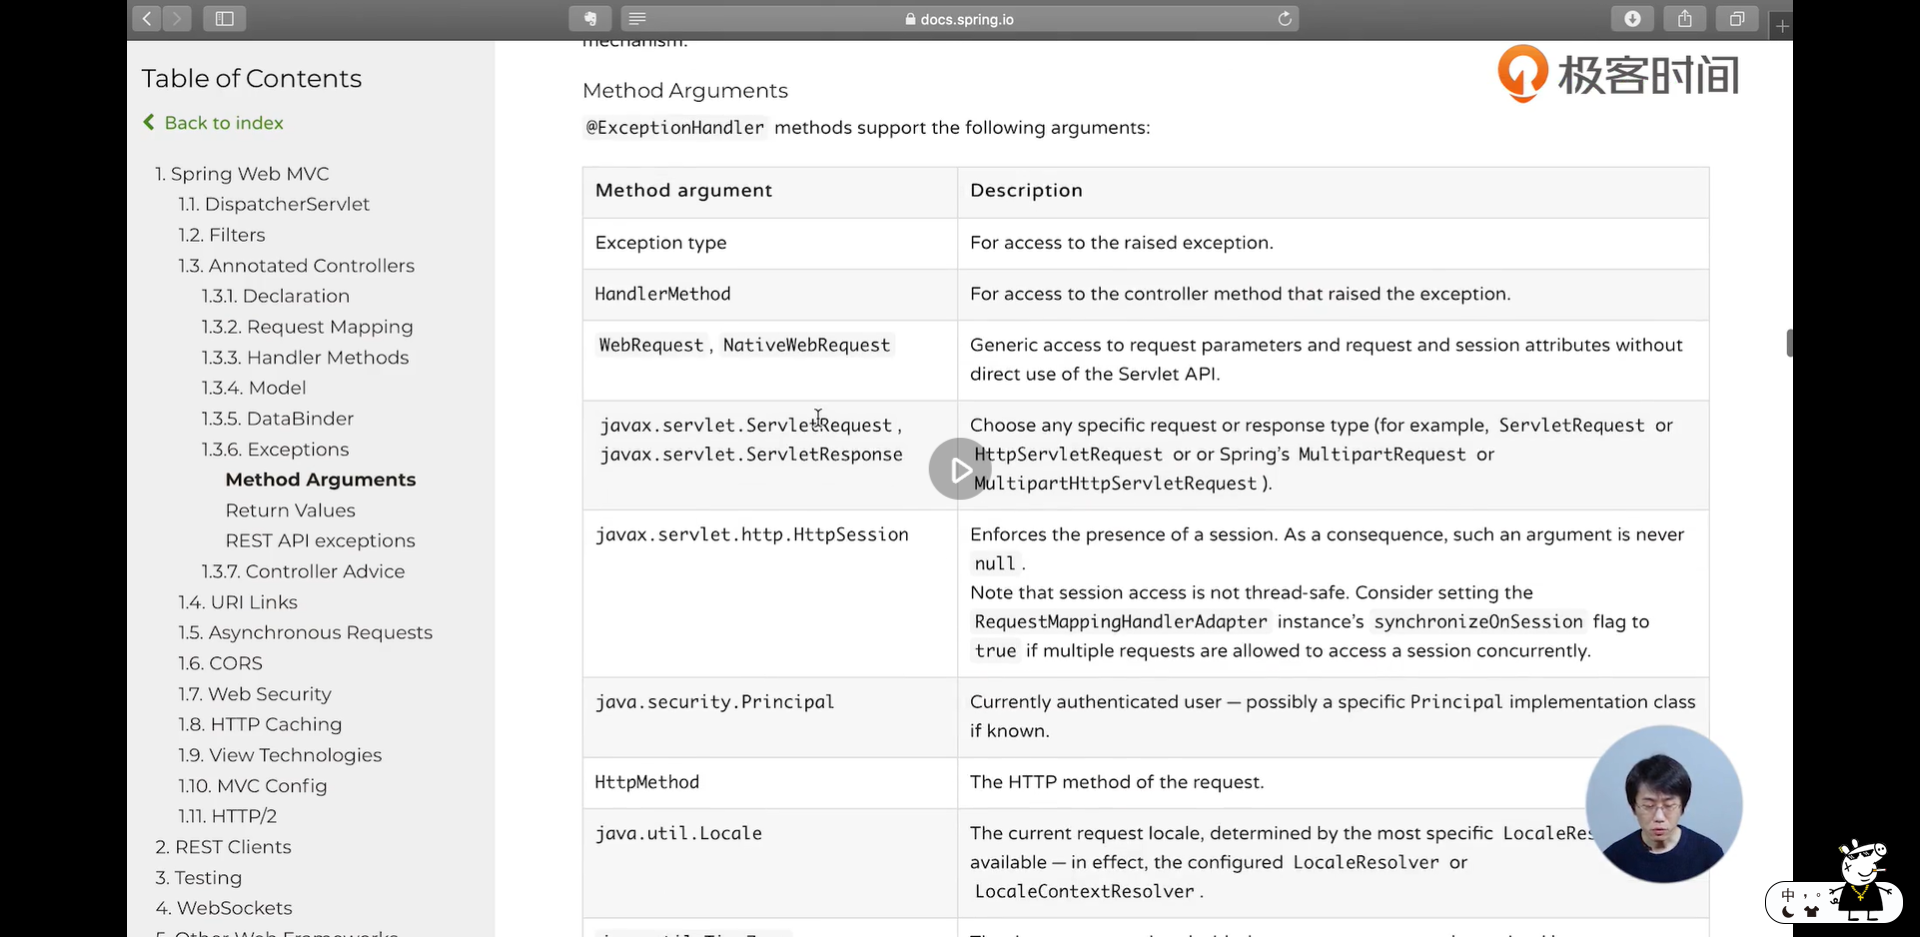 docs.spring.io
mechanism.
极客时间
Table of Contents
Back to index
1. Spring Web MVC
1.1. DispatcherServlet
1.2. Filters
1.3. Annotated Controllers
1.3.1. Declaration
1.3.2. Request Mapping
1.3.3. Handler Methods
1.3.4. Model
1.3.5. DataBinder
1.3.6. Exceptions
Method Arguments
Return Values
REST API exceptions
1.3.7. Controller Advice
1.4. URI Links
1.5. Asynchronous Requests
1.6. CORS
1.7. Web Security
1.8. HTTP Caching
1.9. View Technologies
1.10. MVC Config
1.11. HTTP/2
2. REST Clients
3. Testing
4. WebSockets
5. Other Web Frameworks
Method Arguments
@ExceptionHandler methods support the following arguments:
Method argument
Description
Exception type
For access to the raised exception.
HandlerMethod
For access to the controller method that raised the exception.
WebRequest, NativeWebRequest
Generic access to request parameters and request and session attributes without
direct use of the Servlet API.
javax.servlet.ServletRequest,
javax.servlet.ServletResponse
Choose any specific request or response type (for example, ServletRequest or
HttpServletRequest or or Spring's MultipartRequest or
MultipartHttpServletRequest).
javax.servlet.http.HttpSession
Enforces the presence of a session. As a consequence, such an argument is never
null.
Note that session access is not thread-safe. Consider setting the
RequestMappingHandlerAdapter instance's synchronizeOnSession flag to
true if multiple requests are allowed to access a session concurrently.
java.security.Principal
Currently authenticated user — possibly a specific Principal implementation class
if known.
HttpMethod
The HTTP method of the request.
java.util.Locale
The current request locale, determined by the most specific LocaleRes
available — in effect, the configured LocaleResolver or
LocaleContextResolver.
中